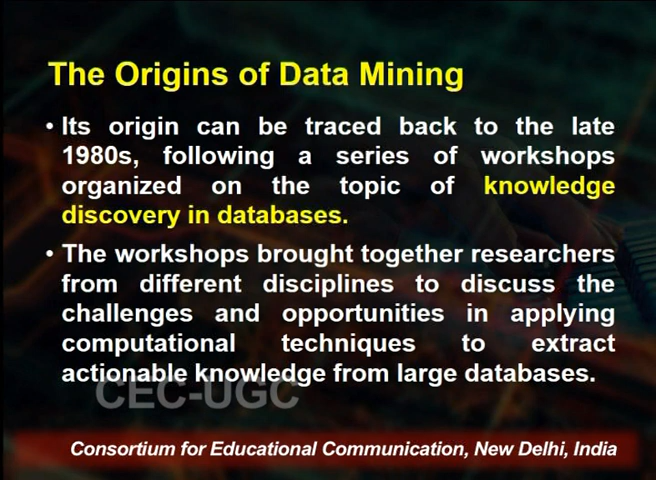 The Origins of Data Mining
• Its origin can be traced back to the late
1980s, following a series of workshops
organized on the topic of knowledge
discovery in databases.
• The workshops brought together researchers
from different disciplines to discuss the
challenges and opportunities in applying
computational techniques to extract
actionable knowledge from large databases.
CEC-UGC
Consortium for Educational Communication, New Delhi, India